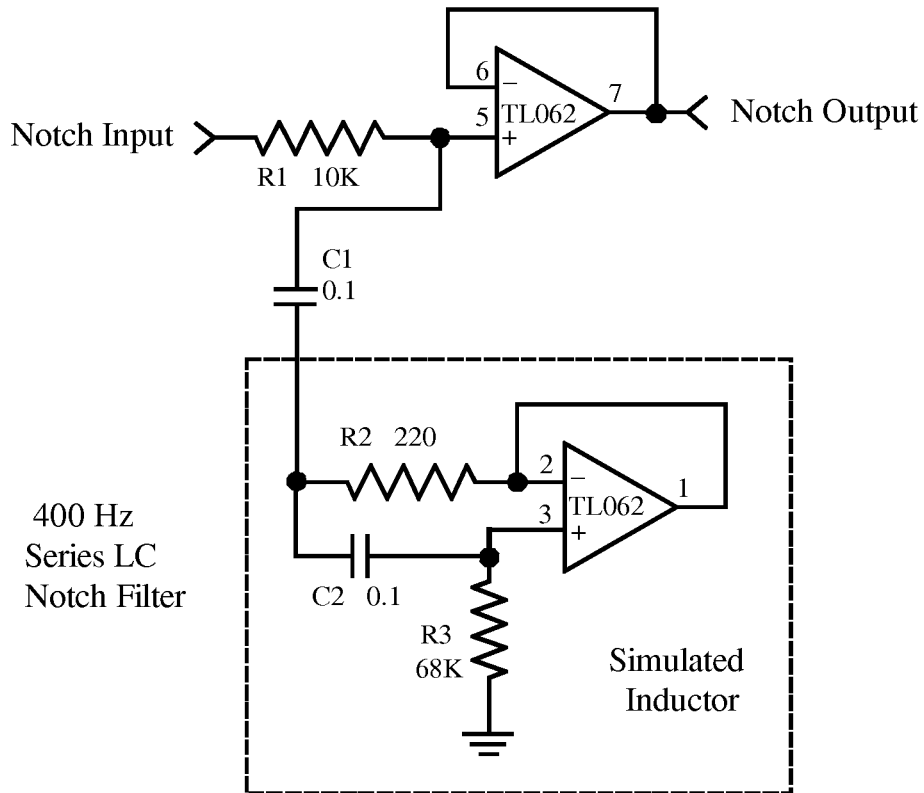 6
−
TL062
7
5
+
Notch Input
Notch Output
R1 10K
C1
0.1
R2 220
2
−
TL062
1
3
+
400 Hz
Series LC
Notch Filter
C2 0.1
R3
68K
Simulated
Inductor